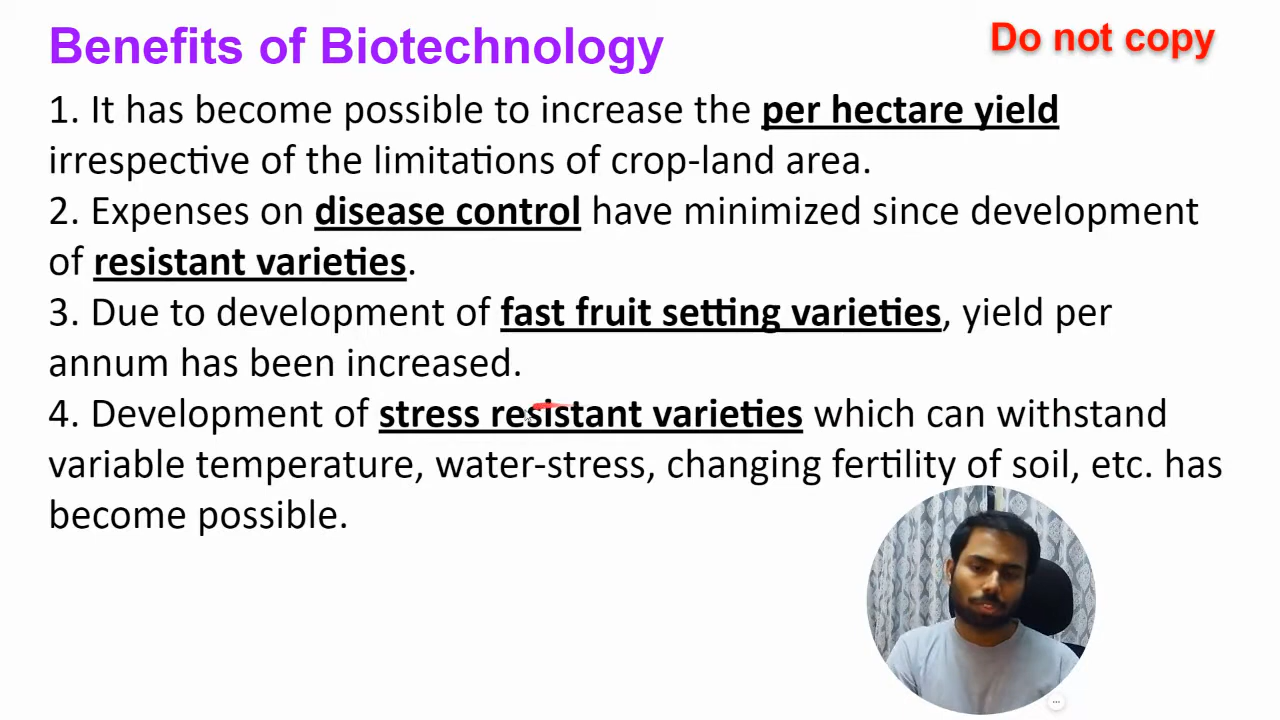 Benefits of Biotechnology
Do not copy
1. It has become possible to increase the per hectare yield
irrespective of the limitations of crop-land area.
2. Expenses on disease control have minimized since development
of resistant varieties.
3. Due to development of fast fruit setting varieties, yield per
annum has been increased.
4. Development of stress resistant varieties which can withstand
variable temperature, water-stress, changing fertility of soil, etc. has
become possible.